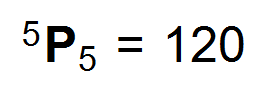 ⁵P₅ = 120